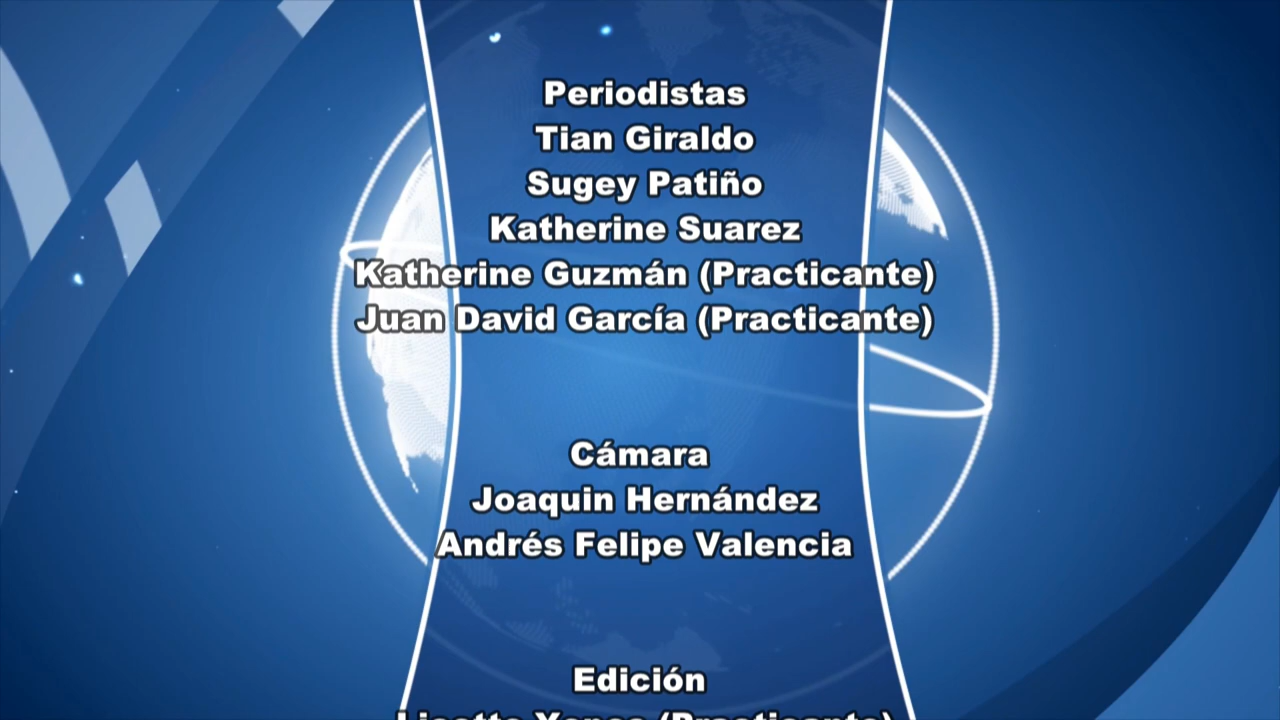 Periodistas
Tian Giraldo
Sugey Patiño
Katherine Suarez
Katherine Guzmán (Practicante)
Juan David García (Practicante)
Cámara
Joaquin Hernández
Andrés Felipe Valencia
Edición
(Practicante)